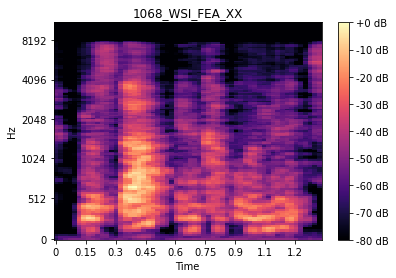 1068_WSI_FEA_XX
Hz
8192
4096
2048
1024
512
0
0 0.15 0.3 0.45 0.6 0.75 0.9 1.1 1.2
Time
+0 dB
-10 dB
-20 dB
-30 dB
-40 dB
-50 dB
-60 dB
-70 dB
-80 dB